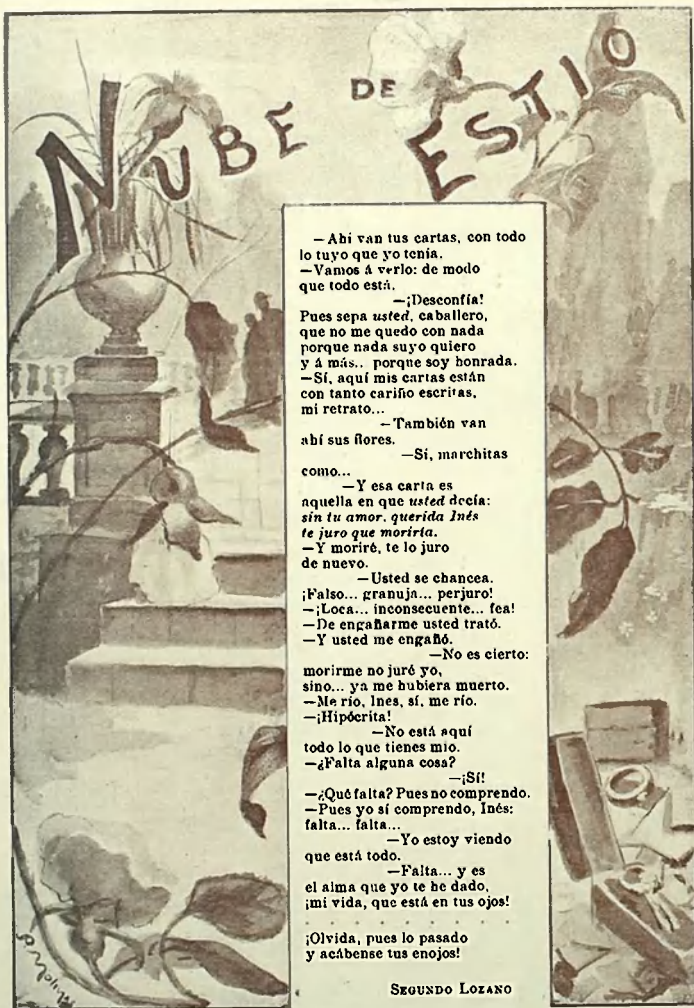 NUBE DE ESTIO
—Ahí van tus cartas, con todo
lo tuyo que yo tenía.
—Vamos á verlo: de modo
que todo está.
—¡Desconfía!
Pues sepa usted, caballero,
que no me quedo con nada
porque nada suyo quiero
y á más.. porque soy honrada.
—Sí, aquí mis cartas están
con tanto cariño escritas,
mi retrato...
—También van
ahí sus flores.
—Sí, marchitas
como...
—Y esa carta es
aquella en que usted decía:
sin tu amor, querida Inés
te juro que moriría.
—Y moriré, te lo juro
de nuevo.
—Usted se chancea.
¡Falso... granuja... perjuro!
—¡Loca... inconsecuente... fea!
—De engañarme usted trató.
—Y usted me engañó.
—No es cierto:
morirme no juré yo,
sino... ya me hubiera muerto.
—Me río, Ines, sí, me río.
—¡Hipócrita!
—No está aquí
todo lo que tienes mio.
—¿Falta alguna cosa?
—¡Sí!
—¿Qué falta? Pues no comprendo.
—Pues yo sí comprendo, Inés:
falta... falta...
—Yo estoy viendo
que está todo.
—Falta... y es
el alma que yo te he dado,
¡mi vida, que está en tus ojos!
. . . . . . . . . .
¡Olvida, pues lo pasado
y acábense tus enojos!
SEGUNDO LOZANO